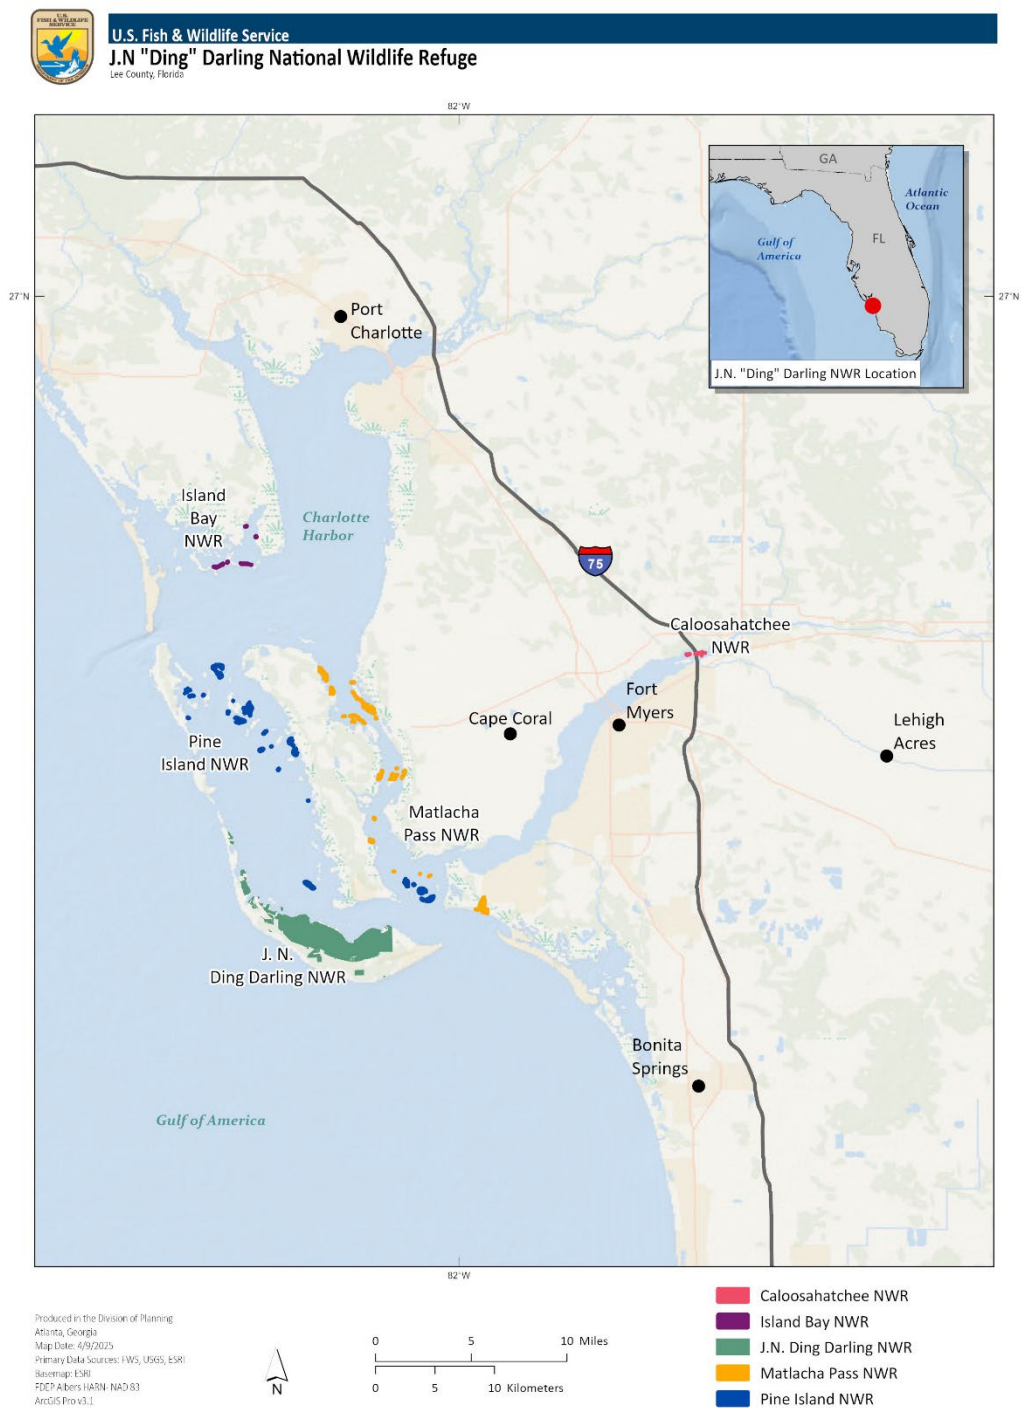 U.S.
FISH & WILDLIFE
SERVICE
U.S. Fish & Wildlife Service
J.N "Ding" Darling National Wildlife Refuge
Lee County, Florida
82°W
GA
Atlantic
Ocean
FL
Gulf of
America
J.N. "Ding" Darling NWR Location
27°N
27°N
Port
Charlotte
Island
Bay
NWR
Charlotte
Harbor
75
Caloosahatchee
NWR
Fort
Myers
Cape Coral
Lehigh
Acres
Pine
Island NWR
Matlacha
Pass NWR
J. N.
Ding Darling NWR
Bonita
Springs
Gulf of America
82°W
Produced in the Division of Planning
Atlanta, Georgia
Map Date: 4/9/2025
Primary Data Sources: FWS, USGS, ESRI
Basemap: ESRI
FDEP Albers HARN- NAD 83
ArcGIS Pro v3.1
N
0 5 10 Miles
0 5 10 Kilometers
Caloosahatchee NWR
Island Bay NWR
J.N. Ding Darling NWR
Matlacha Pass NWR
Pine Island NWR